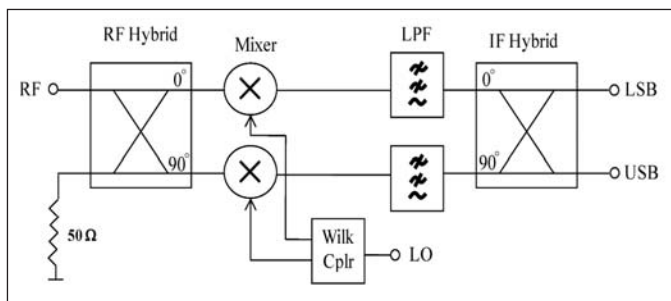 RF Hybrid
Mixer
LPF
IF Hybrid
RF
0°
0°
LSB
90°
90°
USB
50 Ω
Wilk
Cplr
LO